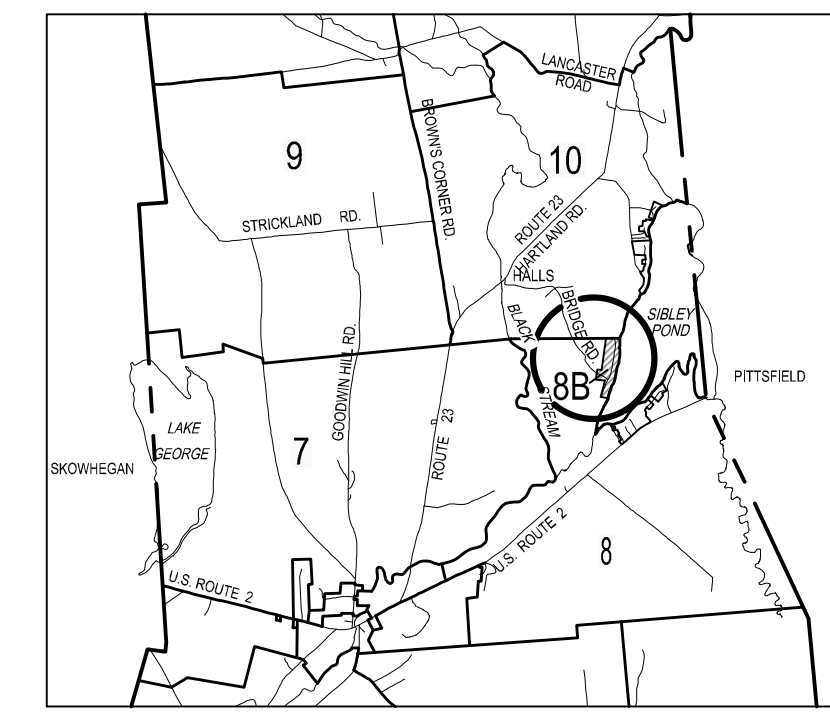 LANCASTER
ROAD
9
BROWN'S CORNER RD.
10
STRICKLAND RD.
ROUTE 23
HARTLAND RD.
HALLS
BRIDGE RD.
BLACK
STREAM
SIBLEY
POND
8B
PITTSFIELD
GOODWIN HILL RD.
LAKE
GEORGE
7
ROUTE 23
SKOWHEGAN
U.S. ROUTE 2
8
U.S. ROUTE 2